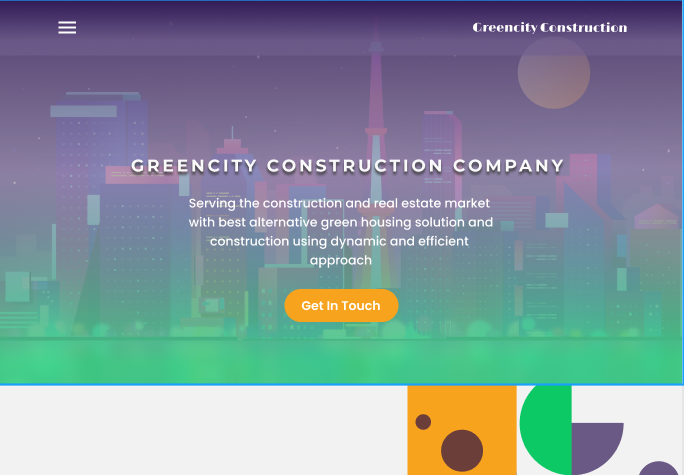 Greencity Construction
GREENCITY CONSTRUCTION COMPANY
Serving the construction and real estate market
with best alternative green housing solution and
construction using dynamic and efficient
approach
Get In Touch